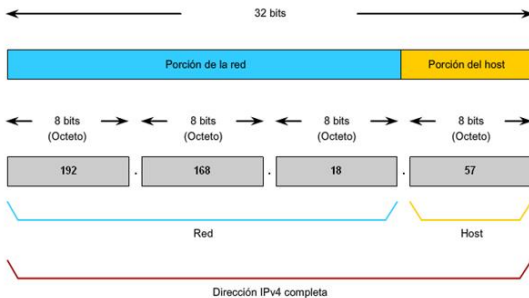 32 bits
Porción de la red Porción del host
8 bits 8 bits 8 bits 8 bits
(Octeto) (Octeto) (Octeto) (Octeto)
192 . 168 . 18 . 57
Red Host
Dirección IPv4 completa